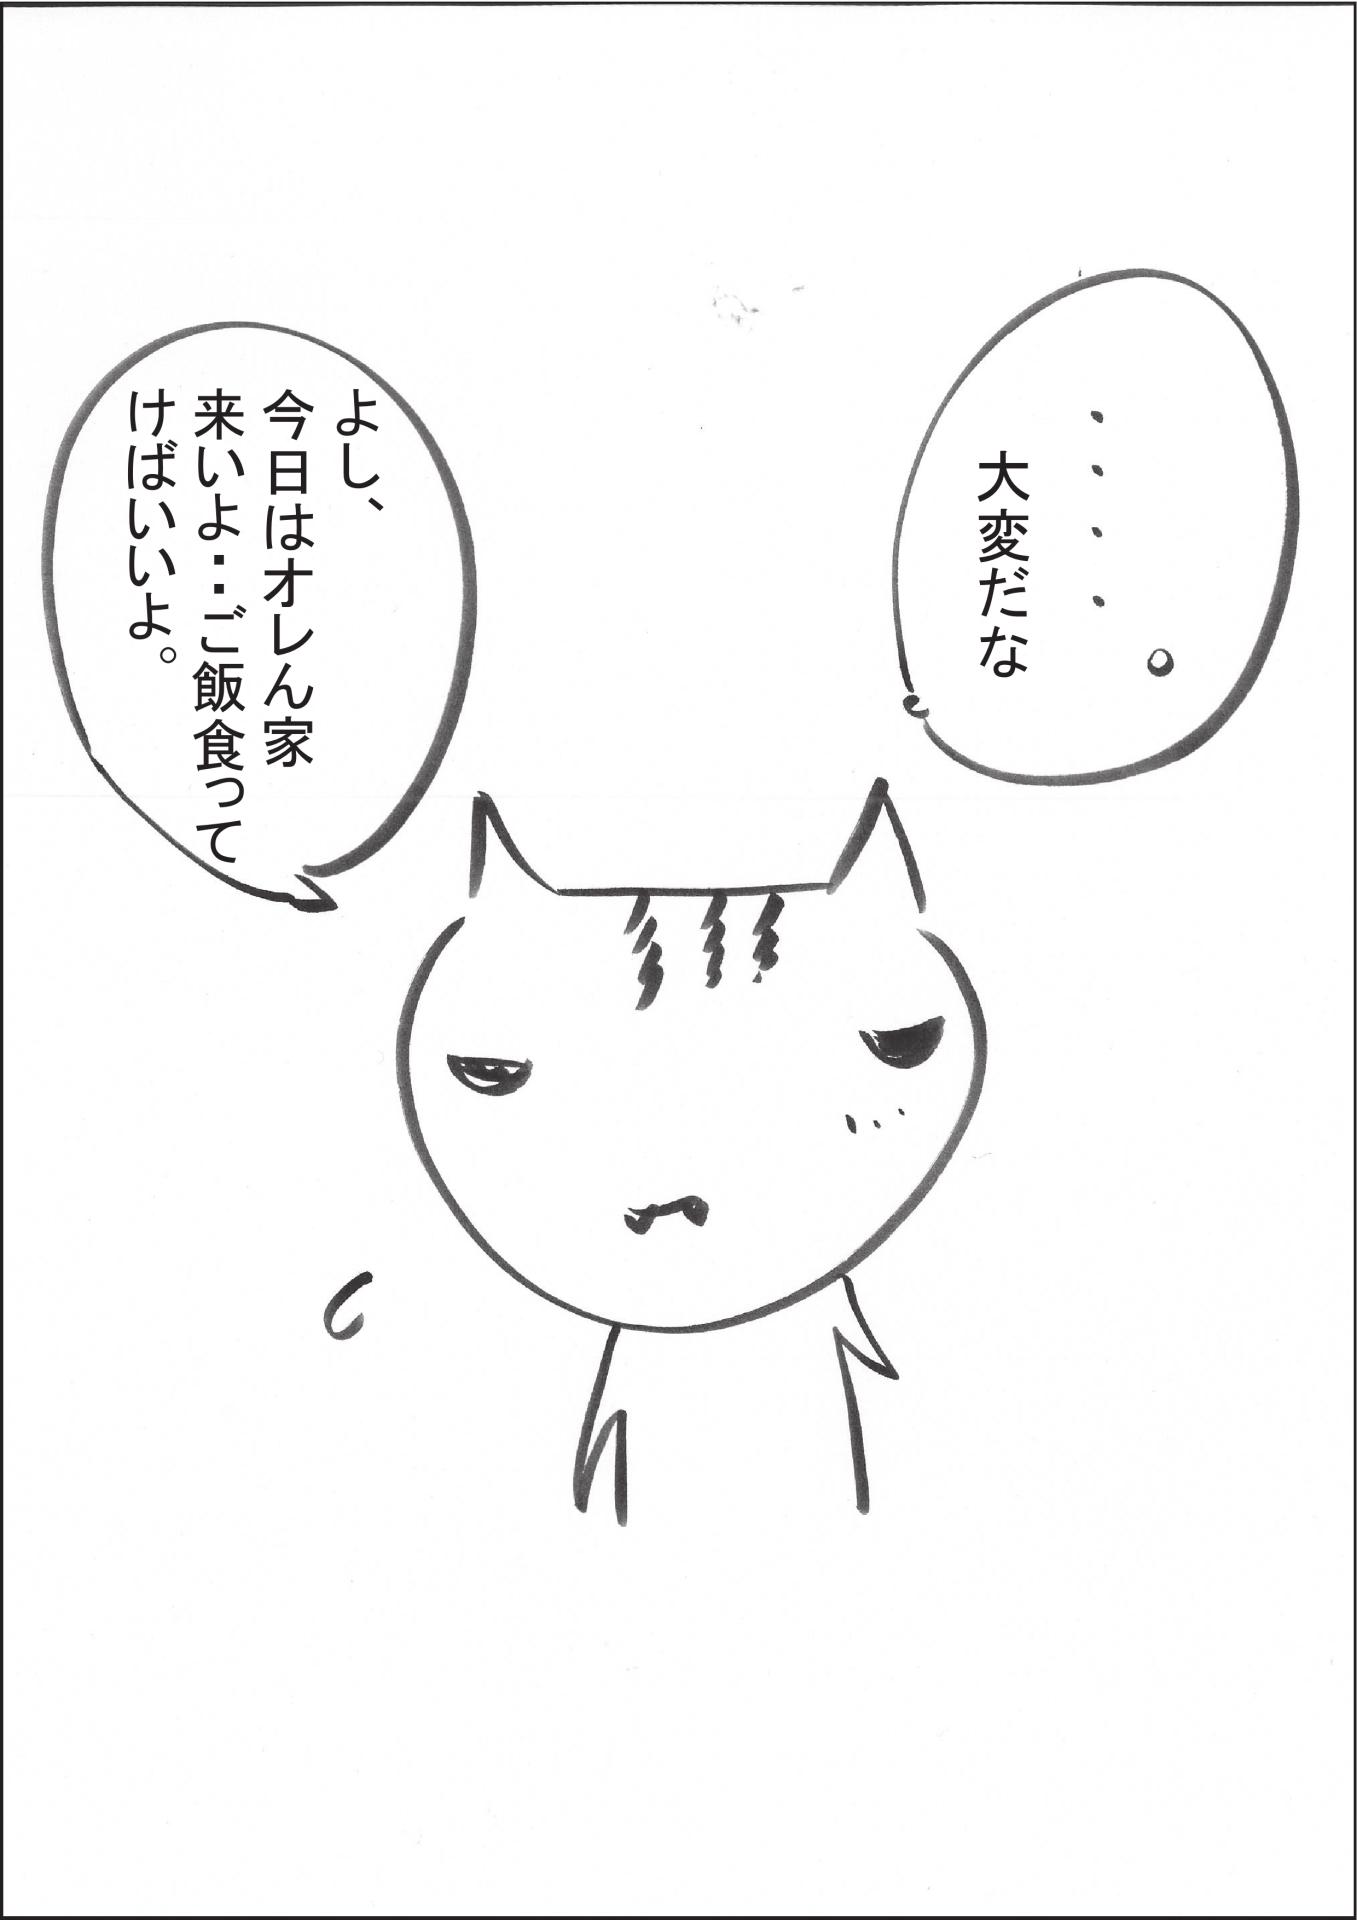 ・・・・。
大変だな
よし、
今日はオレん家
来いよ・・ご飯食って
けばいいよ。